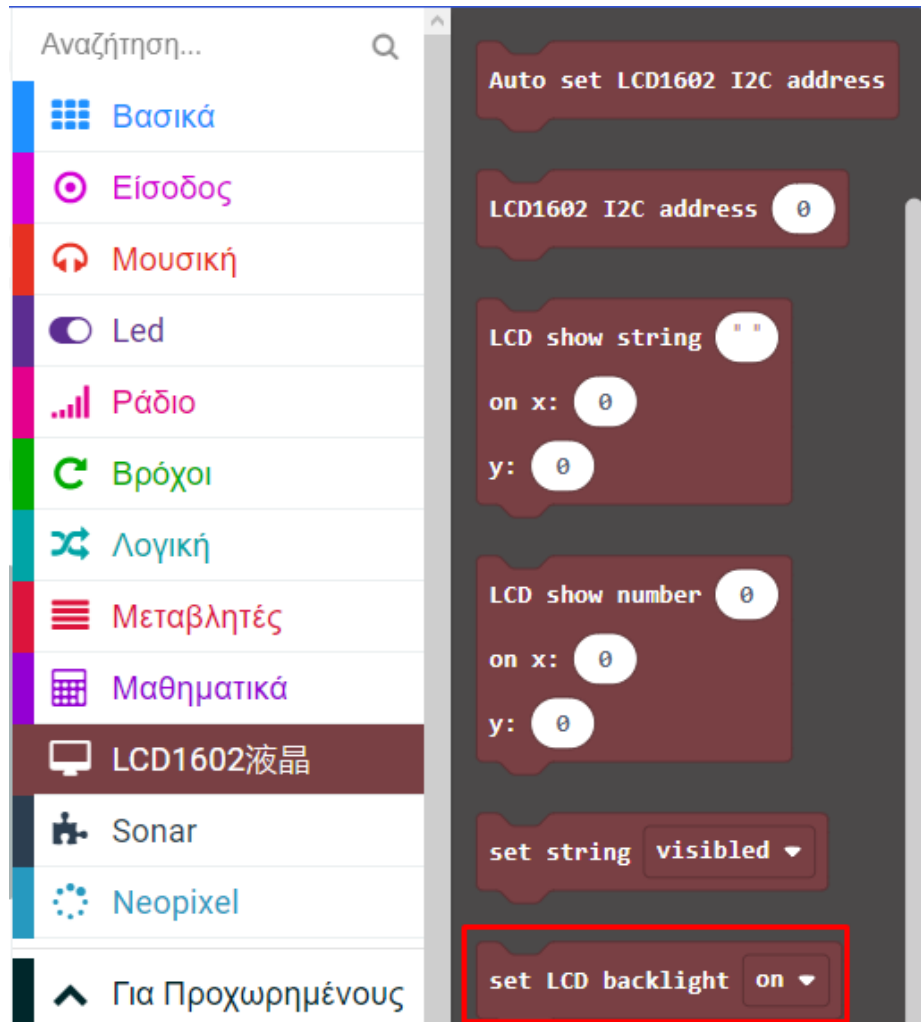 Αναζήτηση...
Βασικά
Είσοδος
Μουσική
Led
Ράδιο
Βρόχοι
Λογική
Μεταβλητές
Μαθηματικά
LCD1602液晶
Sonar
Neopixel
Για Προχωρημένους
Auto set LCD1602 I2C address
LCD1602 I2C address 0
LCD show string " "
on x: 0
y: 0
LCD show number 0
on x: 0
y: 0
set string visibled
set LCD backlight on